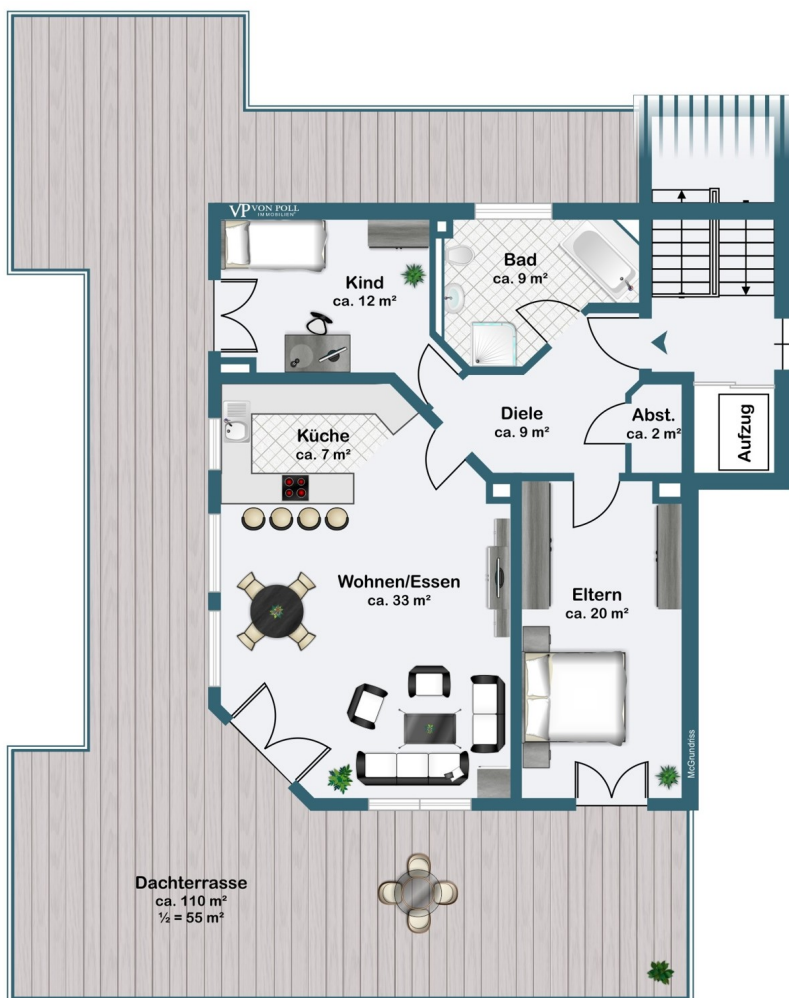 VP VON POLL
IMMOBILIEN
Kind
ca. 12 m²
Bad
ca. 9 m²
Küche
ca. 7 m²
Diele
ca. 9 m²
Abst.
ca. 2 m²
Aufzug
Wohnen/Essen
ca. 33 m²
Eltern
ca. 20 m²
McGrundriss
Dachterrasse
ca. 110 m²
½ = 55 m²